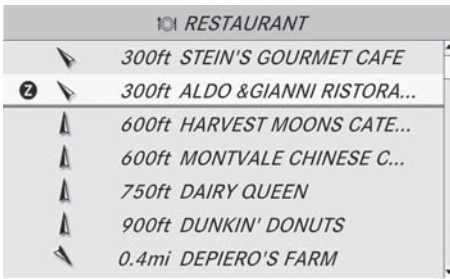 RESTAURANT
300ft STEIN'S GOURMET CAFE
Z 300ft ALDO &GIANNI RISTORA...
600ft HARVEST MOONS CATE...
600ft MONTVALE CHINESE C...
750ft DAIRY QUEEN
900ft DUNKIN' DONUTS
0.4mi DEPIERO'S FARM